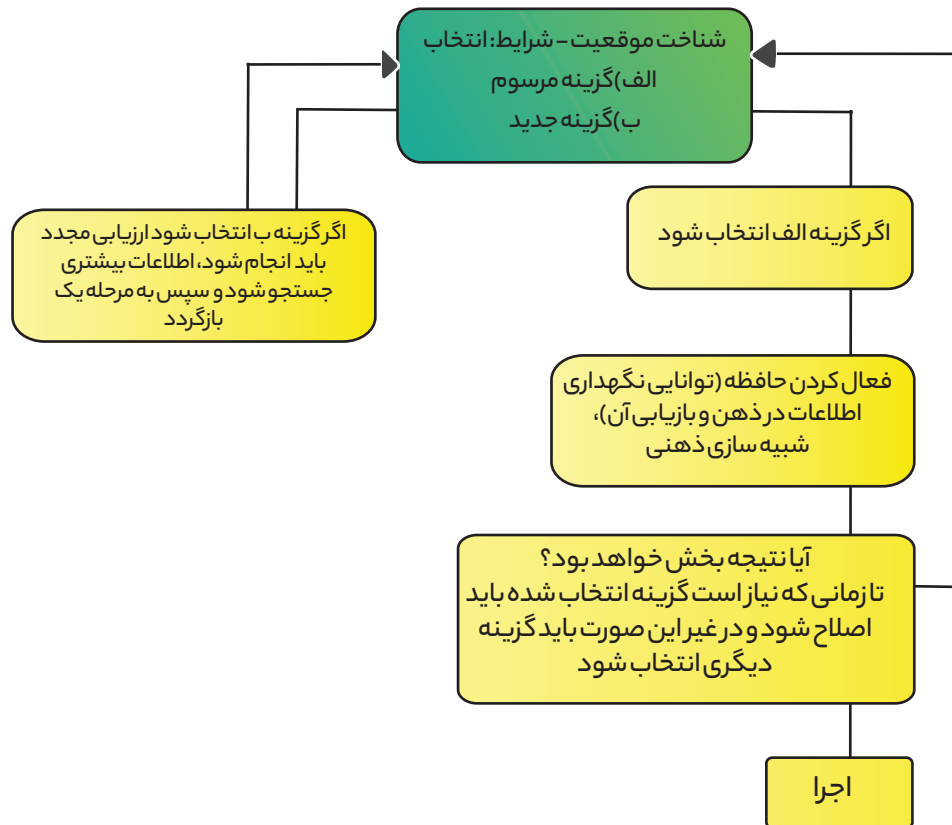 شناخت موقعیت – شرایط: انتخاب
الف) گزینه مرسوم
ب) گزینه جدید
اگر گزینه الف انتخاب شود
اگر گزینه ب انتخاب شود ارزیابی مجدد
باید انجام شود، اطلاعات بیشتری
جستجو شود و سپس به مرحله یک
بازگردد
فعال کردن حافظه (توانایی نگهداری
اطلاعات در ذهن و بازیابی آن)،
شبیه سازی ذهنی
آیا نتیجه بخش خواهد بود؟
تا زمانی که نیاز است گزینه انتخاب شده باید
اصلاح شود و در غیر این صورت باید گزینه
دیگری انتخاب شود
اجرا